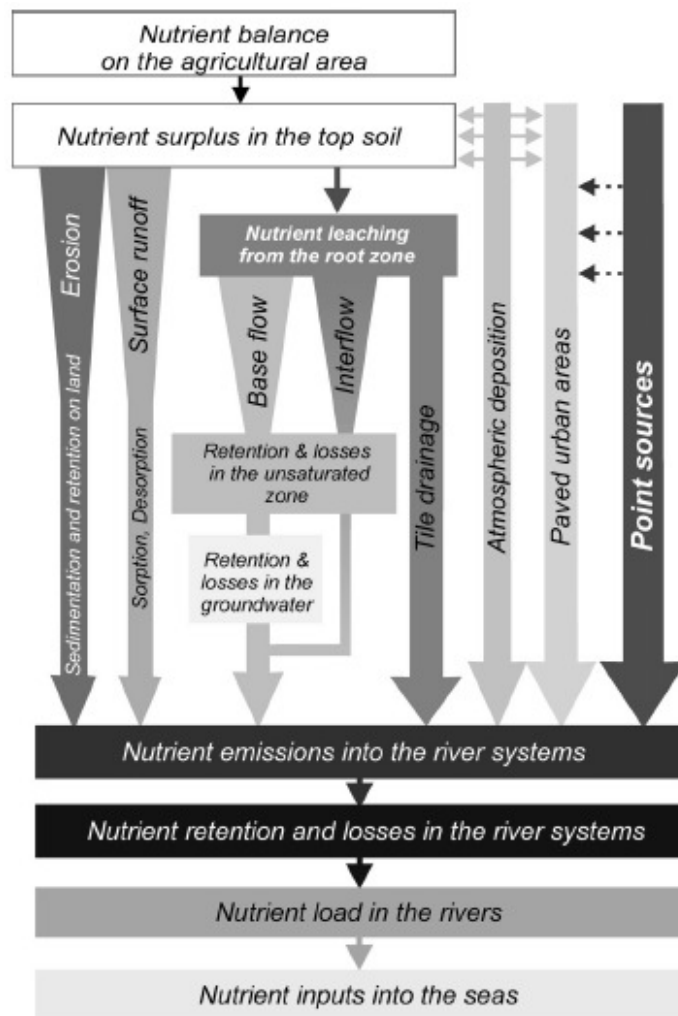 Nutrient balance
on the agricultural area
Nutrient surplus in the top soil
Erosion
Sedimentation and retention on land
Surface runoff
Sorption, Desorption
Nutrient leaching
from the root zone
Base flow
Interflow
Retention & losses
in the unsaturated
zone
Retention &
losses in the
groundwater
Tile drainage
Atmospheric deposition
Paved urban areas
Point sources
Nutrient emissions into the river systems
Nutrient retention and losses in the river systems
Nutrient load in the rivers
Nutrient inputs into the seas